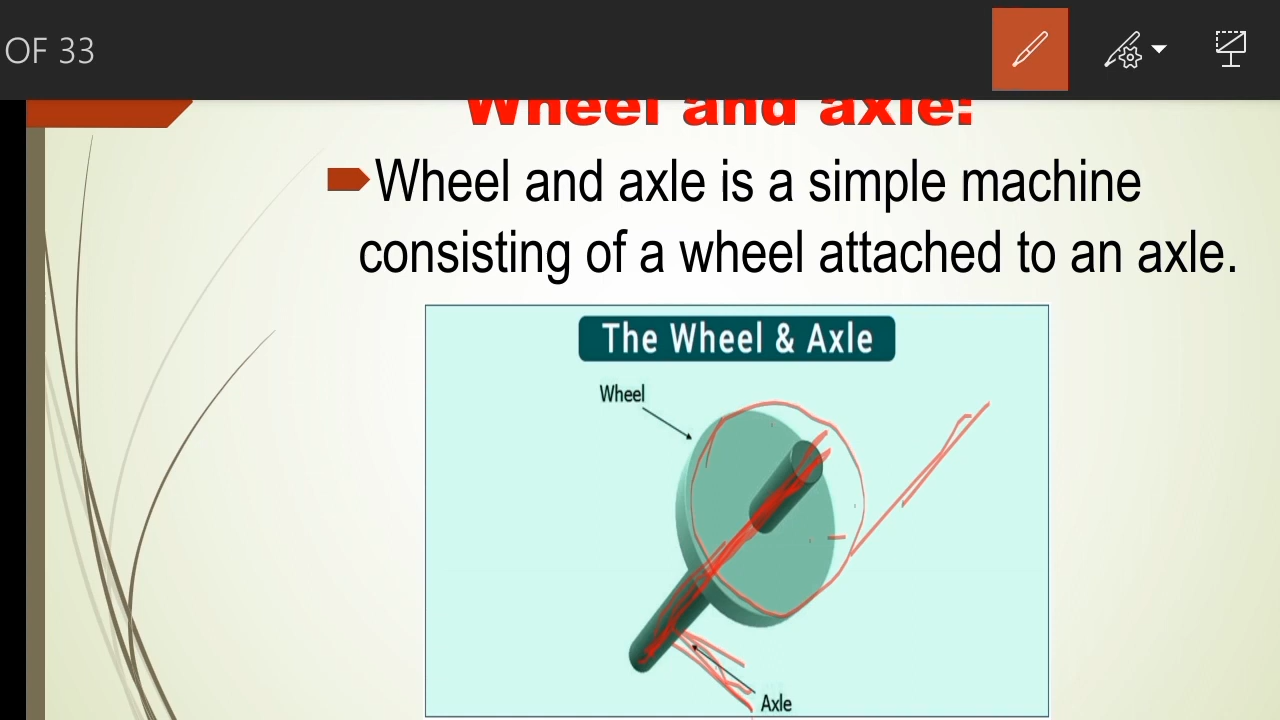 OF 33
Wheel and axle:
Wheel and axle is a simple machine
consisting of a wheel attached to an axle.
The Wheel & Axle
Wheel
Axle